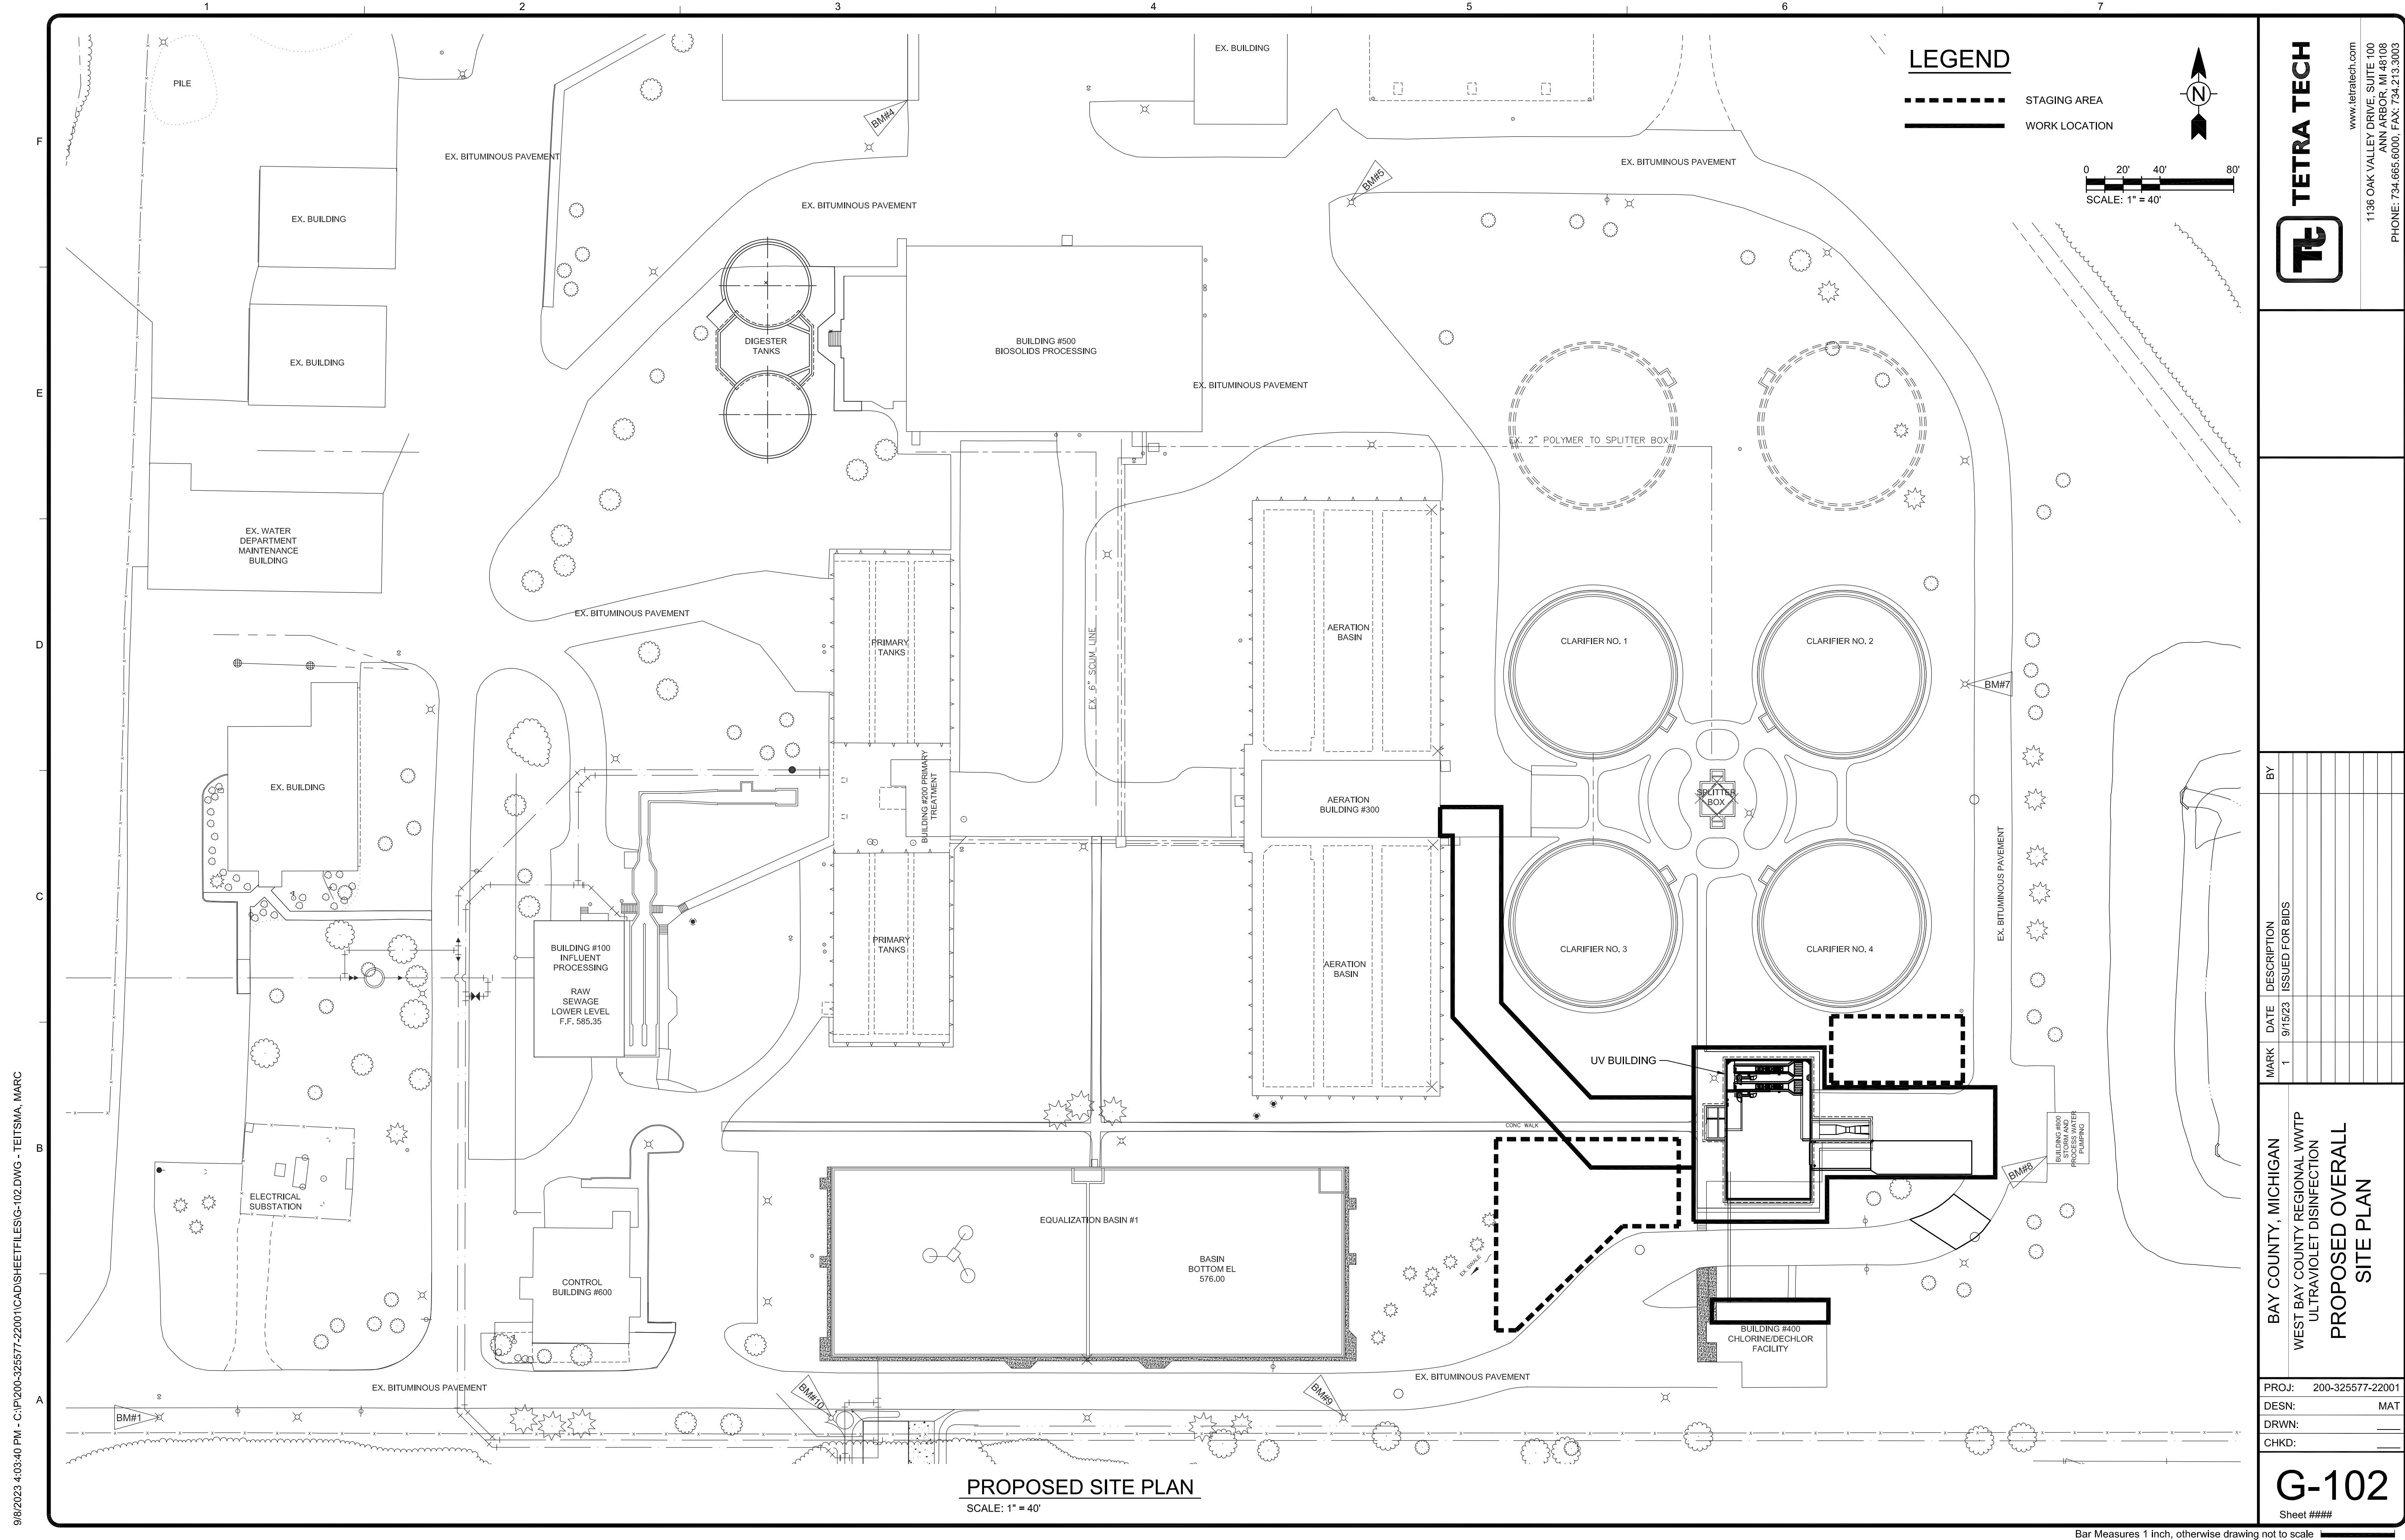 1 2 3 4 5 6 7
F
E
D
C
B
A
PILE
EX. BUILDING
BM#4
EX. BITUMINOUS PAVEMENT
EX. BITUMINOUS PAVEMENT
BM#5
EX. BITUMINOUS PAVEMENT
LEGEND
STAGING AREA
WORK LOCATION
N
0 20' 40' 80'
SCALE: 1" = 40'
EX. BUILDING
EX. BUILDING
DIGESTER
TANKS
BUILDING #500
BIOSOLIDS PROCESSING
EX. BITUMINOUS PAVEMENT
EX. 2" POLYMER TO SPLITTER BOX
EX. WATER
DEPARTMENT
MAINTENANCE
BUILDING
EX. BITUMINOUS PAVEMENT
PRIMARY
TANKS
EX. 6" SCUM LINE
AERATION
BASIN
CLARIFIER NO. 1
CLARIFIER NO. 2
BM#7
EX. BUILDING
BUILDING #200 PRIMARY
TREATMENT
AERATION
BUILDING #300
SPLITTER
BOX
EX. BITUMINOUS PAVEMENT
BUILDING #100
INFLUENT
PROCESSING
RAW
SEWAGE
LOWER LEVEL
F.F. 585.35
PRIMARY
TANKS
AERATION
BASIN
CLARIFIER NO. 3
CLARIFIER NO. 4
UV BUILDING
CONC WALK
BUILDING #800
STORM AND
PROCESS WATER
PUMPING
BM#8
ELECTRICAL
SUBSTATION
EQUALIZATION BASIN #1
BASIN
BOTTOM EL
576.00
EX. SWALE
CONTROL
BUILDING #600
BUILDING #400
CHLORINE/DECHLOR
FACILITY
EX. BITUMINOUS PAVEMENT
EX. BITUMINOUS PAVEMENT
BM#1
BM#10
BM#9
PROPOSED SITE PLAN
SCALE: 1" = 40'
9/8/2023 4:03:40 PM - C:\P\200-325577-22001\CAD\SHEETFILES\G-102.DWG - TEITSMA, MARC
Tt
TETRA TECH
www.tetratech.com
1136 OAK VALLEY DRIVE, SUITE 100
ANN ARBOR, MI 48108
PHONE: 734.665.6000, FAX: 734.213.3003
MARK DATE DESCRIPTION BY
1 9/15/23 ISSUED FOR BIDS
BAY COUNTY, MICHIGAN
WEST BAY COUNTY REGIONAL WWTP
ULTRAVIOLET DISINFECTION
PROPOSED OVERALL
SITE PLAN
PROJ: 200-325577-22001
DESN: MAT
DRWN:
CHKD:
G-102
Sheet ####
Bar Measures 1 inch, otherwise drawing not to scale